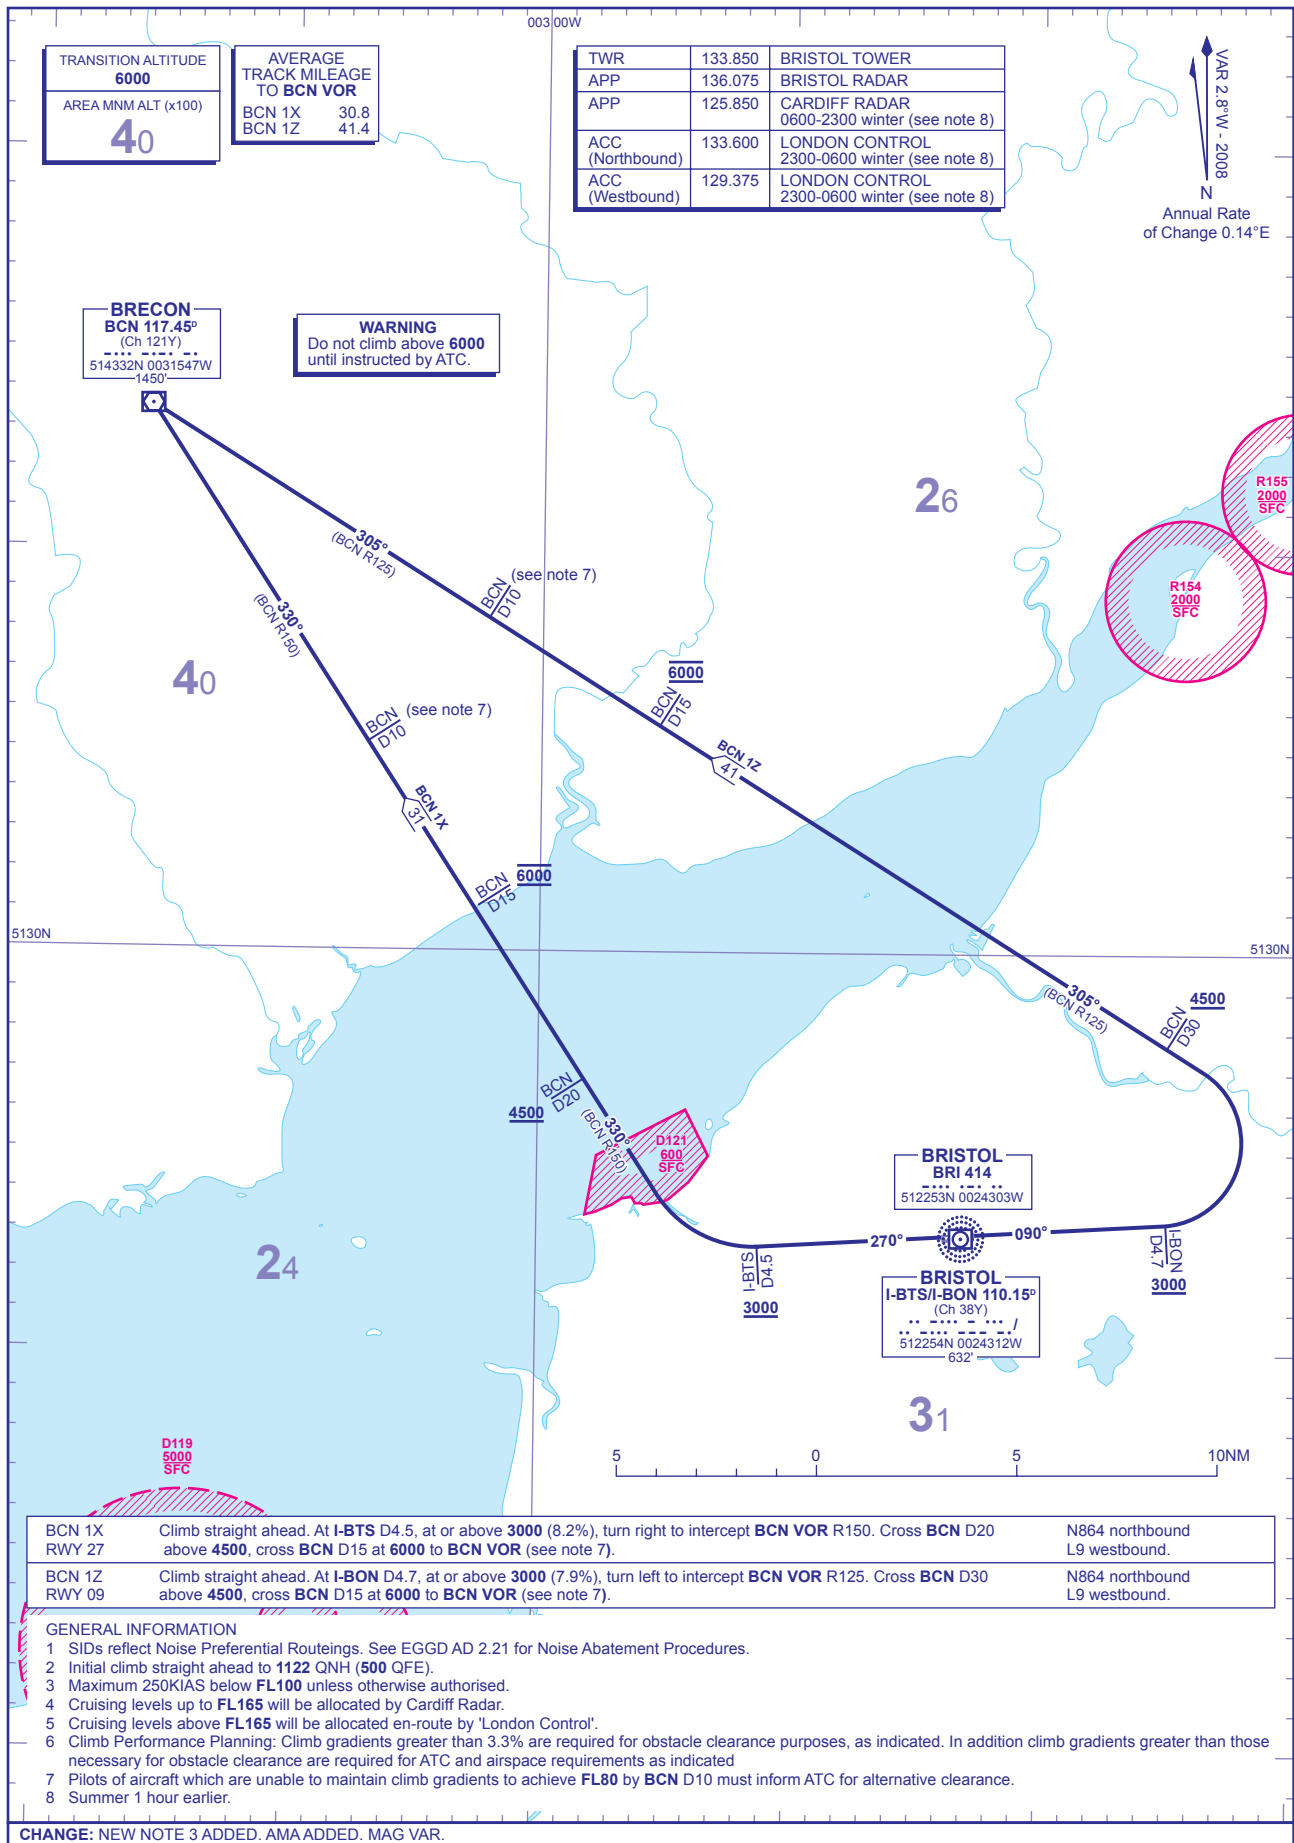 003 00W
TRANSITION ALTITUDE
6000
AREA MNM ALT (x100)
40
AVERAGE
TRACK MILEAGE
TO BCN VOR
BCN 1X 30.8
BCN 1Z 41.4
TWR 133.850 BRISTOL TOWER
APP 136.075 BRISTOL RADAR
APP 125.850 CARDIFF RADAR
0600-2300 winter (see note 8)
ACC 133.600 LONDON CONTROL
(Northbound) 2300-0600 winter (see note 8)
ACC 129.375 LONDON CONTROL
(Westbound) 2300-0600 winter (see note 8)
VAR 2.8°W - 2008
N
Annual Rate
of Change 0.14°E
BRECON
BCN 117.45ᴰ
(Ch 121Y)
514332N 0031547W
1450'
WARNING
Do not climb above 6000
until instructed by ATC.
26
R155
2000
SFC
R154
2000
SFC
305°
(BCN R125)
BCN
D10
(see note 7)
330°
(BCN R150)
40
6000
BCN
D15
BCN
D10
(see note 7)
BCN 1Z
41
BCN 1X
31
BCN
D15
6000
5130N
5130N
305°
(BCN R125)
4500
BCN
D30
BCN
D20
4500
330°
(BCN R150)
D121
600
SFC
BRISTOL
BRI 414
512253N 0024303W
270°
090°
24
I-BTS
D4.5
3000
I-BON
D4.7
3000
BRISTOL
I-BTS/I-BON 110.15ᴰ
(Ch 38Y)
/
512254N 0024312W
632'
31
D119
5000
SFC
5 0 5 10NM
BCN 1X Climb straight ahead. At I-BTS D4.5, at or above 3000 (8.2%), turn right to intercept BCN VOR R150. Cross BCN D20 N864 northbound
RWY 27 above 4500, cross BCN D15 at 6000 to BCN VOR (see note 7). L9 westbound.
BCN 1Z Climb straight ahead. At I-BON D4.7, at or above 3000 (7.9%), turn left to intercept BCN VOR R125. Cross BCN D30 N864 northbound
RWY 09 above 4500, cross BCN D15 at 6000 to BCN VOR (see note 7). L9 westbound.
GENERAL INFORMATION
1 SIDs reflect Noise Preferential Routeings. See EGGD AD 2.21 for Noise Abatement Procedures.
2 Initial climb straight ahead to 1122 QNH (500 QFE).
3 Maximum 250KIAS below FL100 unless otherwise authorised.
4 Cruising levels up to FL165 will be allocated by Cardiff Radar.
5 Cruising levels above FL165 will be allocated en-route by 'London Control'.
6 Climb Performance Planning: Climb gradients greater than 3.3% are required for obstacle clearance purposes, as indicated. In addition climb gradients greater than those
necessary for obstacle clearance are required for ATC and airspace requirements as indicated
7 Pilots of aircraft which are unable to maintain climb gradients to achieve FL80 by BCN D10 must inform ATC for alternative clearance.
8 Summer 1 hour earlier.
CHANGE: NEW NOTE 3 ADDED. AMA ADDED. MAG VAR.